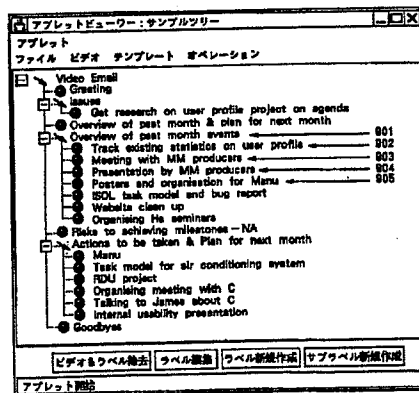 アプレットビューワー：サンプルツリー
アプレット
ファイル ビデオ テンプレート オペレーション
Video Email
Greeting
Issues
Get research on user profile project on agenda
Overview of past month & plan for next month
Overview of past month events 801
Track existing statistics on user profile 802
Meeting with MM producers 803
Presentation by MM producers 804
Posters and organisation for Manu 805
ISOL task model and bug report
Website clean up
Organising He seminars
Risks to achieving milestones－NA
Actions to be taken & Plan for next month
Manu
Task model for air conditioning system
RDU project
Organising meeting with C
Talking to James about C
Internal usability presentation
Goodbyes
ビデオ&ラベル除去 ラベル編集 ラベル新規作成 サブラベル新規作成
アプレット開始